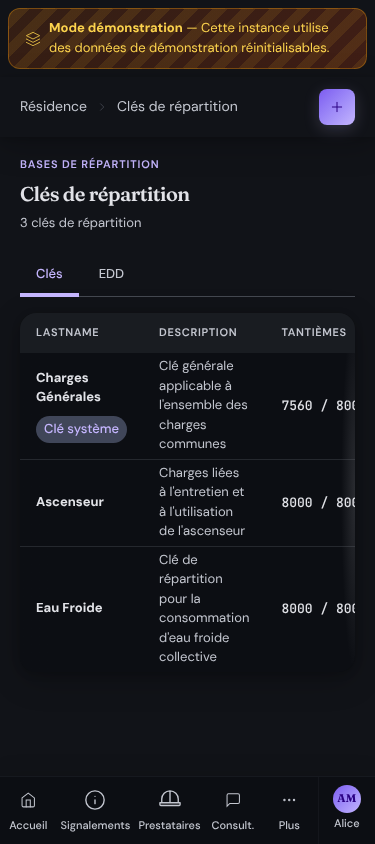 Mode démonstration — Cette instance utilise
des données de démonstration réinitialisables.
Résidence > Clés de répartition
+
BASES DE RÉPARTITION
Clés de répartition
3 clés de répartition
Clés EDD
LASTNAME DESCRIPTION TANTIÈMES
Charges
Générales
Clé système
Clé générale
applicable à
l'ensemble des
charges
communes
7560 / 800
Ascenseur
Charges liées
à l'entretien et
à l'utilisation
de l'ascenseur
8000 / 800
Eau Froide
Clé de
répartition
pour la
consommation
d'eau froide
collective
8000 / 800
AM
Accueil Signalements Prestataires Consult. Plus Alice